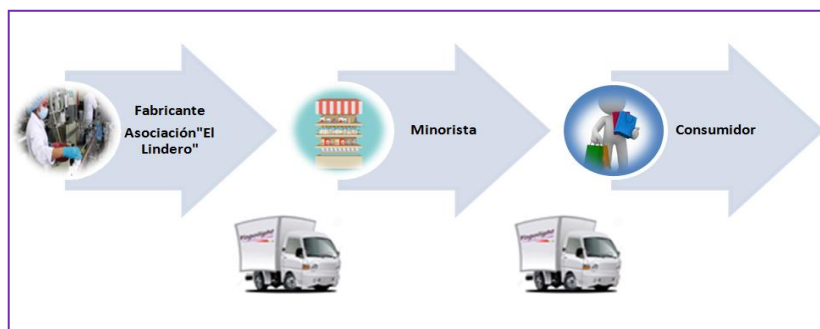 Fabricante
Asociación"El
Lindero"
Minorista
Consumidor